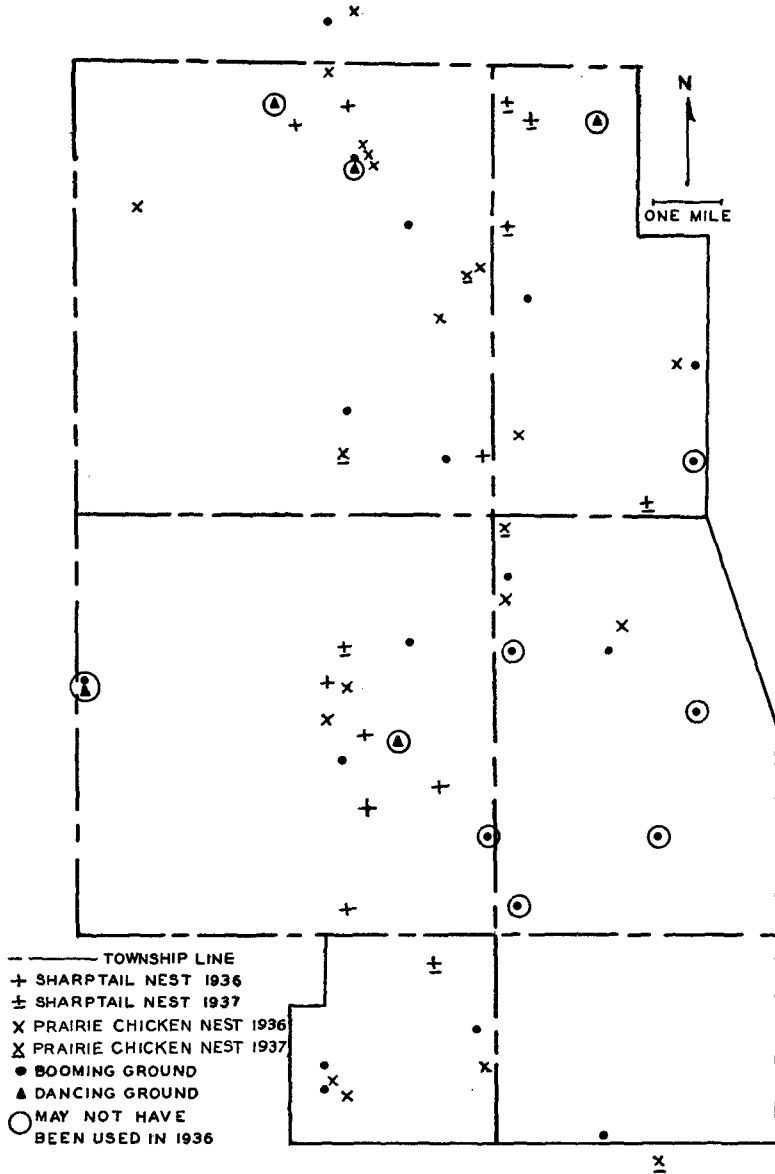 N
ONE MILE
TOWNSHIP LINE
SHARPTAIL NEST 1936
SHARPTAIL NEST 1937
PRAIRIE CHICKEN NEST 1936
PRAIRIE CHICKEN NEST 1937
BOOMING GROUND
DANCING GROUND
MAY NOT HAVE
BEEN USED IN 1936